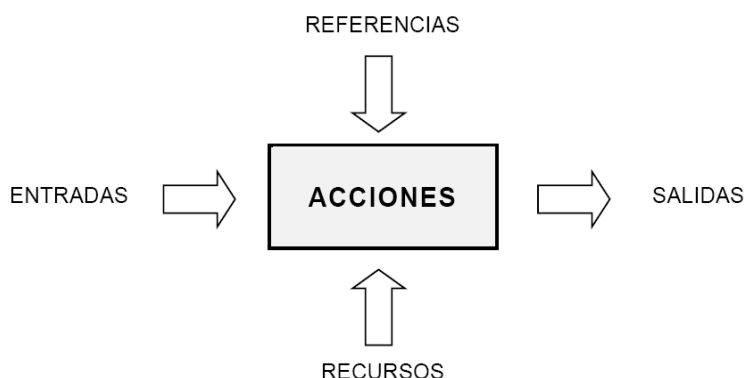 REFERENCIAS
ENTRADAS
ACCIONES
SALIDAS
RECURSOS